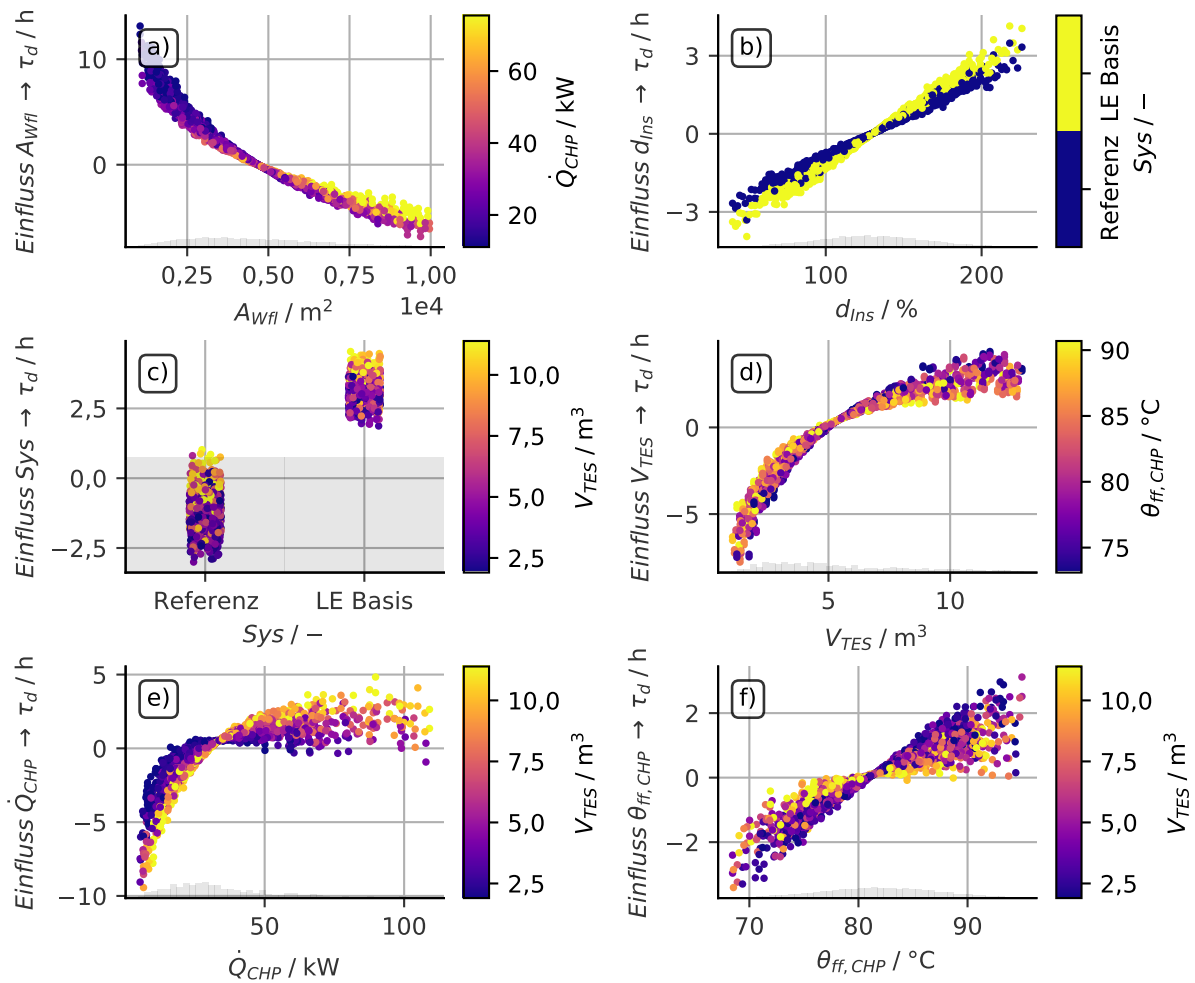 a)
Einfluss A_Wfl → τ_d / h
10
0
0,25
0,50
0,75
1,00
1e4
A_Wfl / m²
60
40
20
Q̇_CHP / kW
b)
Einfluss d_Ins → τ_d / h
3
0
−3
100
200
d_Ins / %
Referenz
LE Basis
Sys / −
c)
Einfluss Sys → τ_d / h
2,5
0,0
−2,5
Referenz
LE Basis
Sys / −
10,0
7,5
5,0
2,5
V_TES / m³
d)
Einfluss V_TES → τ_d / h
0
−5
5
10
V_TES / m³
90
85
80
75
θ_ff,CHP / °C
e)
Einfluss Q̇_CHP → τ_d / h
5
0
−5
−10
50
100
Q̇_CHP / kW
10,0
7,5
5,0
2,5
V_TES / m³
f)
Einfluss θ_ff,CHP → τ_d / h
2
0
−2
70
80
90
θ_ff,CHP / °C
10,0
7,5
5,0
2,5
V_TES / m³